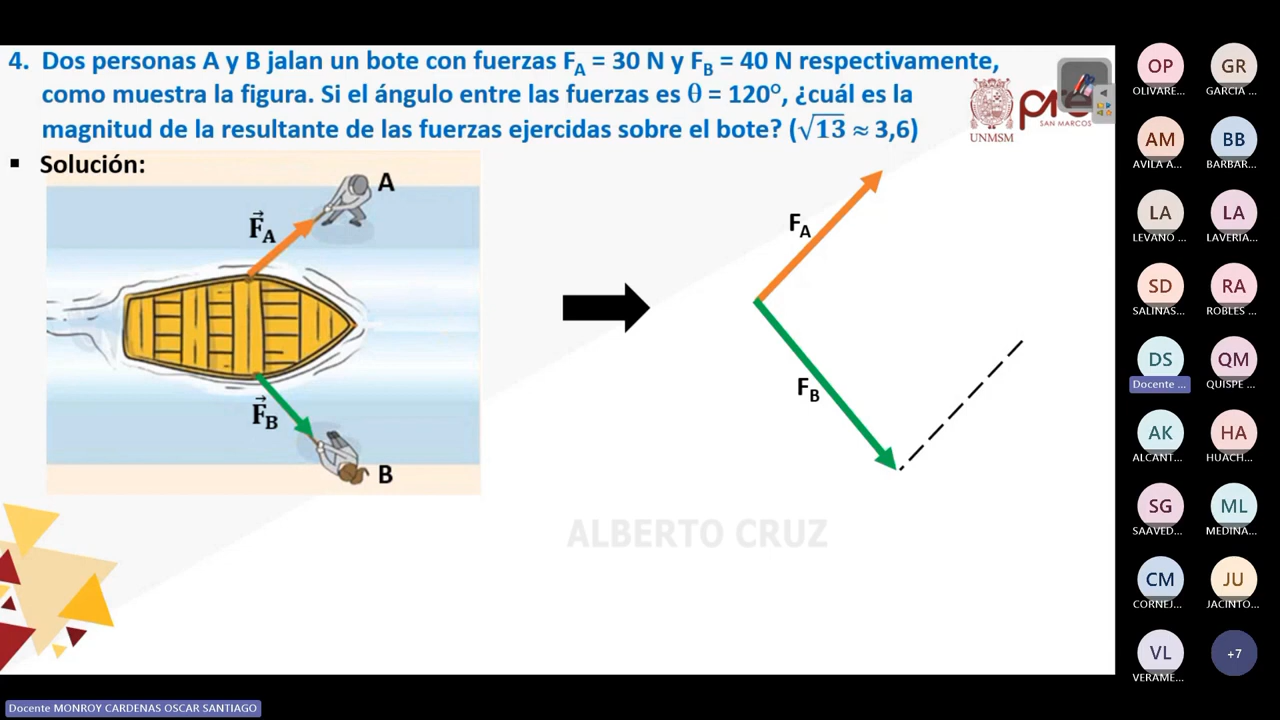 4. Dos personas A y B jalan un bote con fuerzas F_A = 30 N y F_B = 40 N respectivamente,
como muestra la figura. Si el ángulo entre las fuerzas es θ = 120°, ¿cuál es la
magnitud de la resultante de las fuerzas ejercidas sobre el bote? (√13 ≈ 3,6)
UNMSM
SAN MARCOS
▪ Solución:
A
F⃗_A
F⃗_B
B
F_A
F_B
ALBERTO CRUZ
OP
OLIVARE...
GR
GARCIA ...
AM
AVILA A...
BB
BARBAR...
LA
LEVANO ...
LA
LAVERIA...
SD
SALINAS...
RA
ROBLES ...
DS
Docente ...
QM
QUISPE ...
AK
ALCANT...
HA
HUACH...
SG
SAAVED...
ML
MEDINA...
CM
CORNEJ...
JU
JACINTO...
VL
VERAME...
+7
Docente MONROY CARDENAS OSCAR SANTIAGO